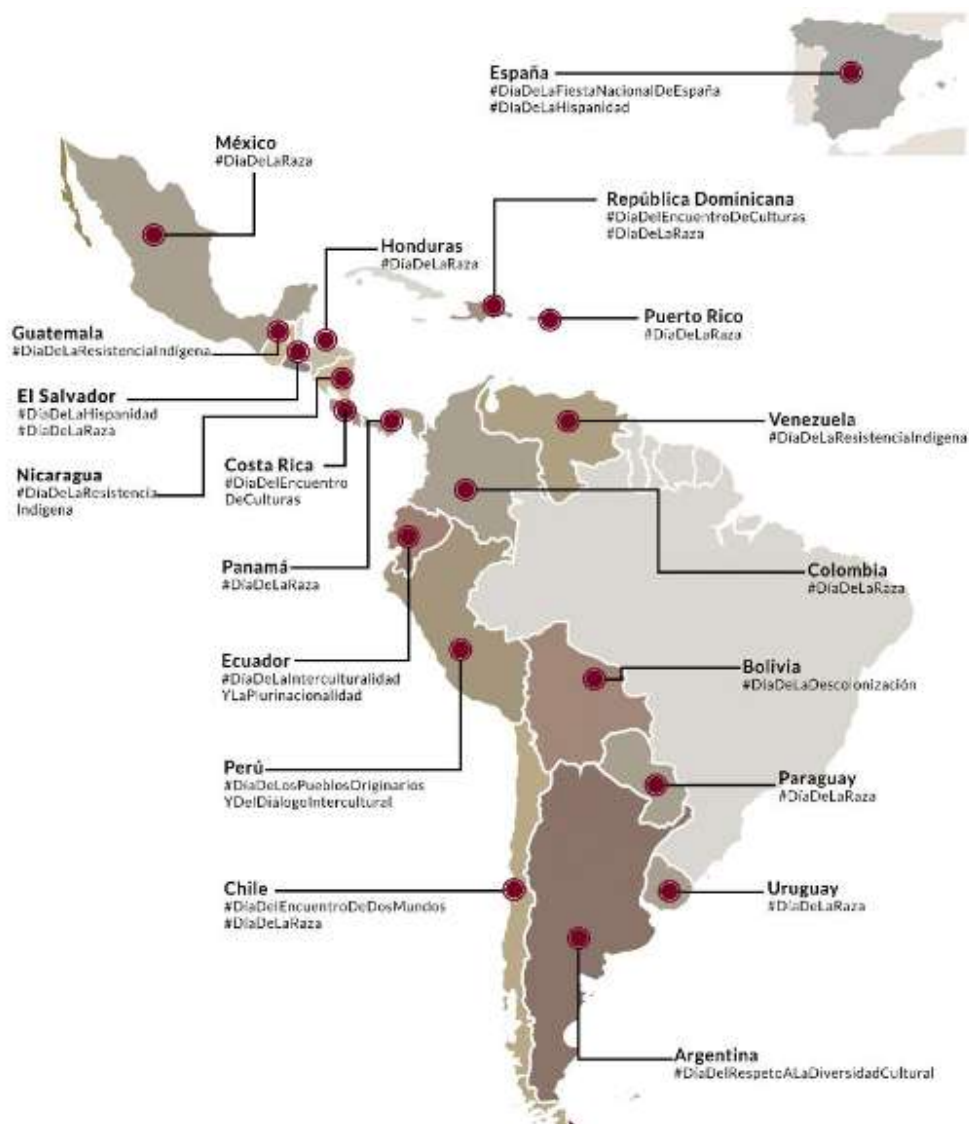 España
#DíaDeLaFiestaNacionalDeEspaña
#DíaDeLaHispanidad
México
#DíaDeLaRaza
República Dominicana
#DíaDelEncuentroDeCulturas
#DíaDeLaRaza
Honduras
#DíaDeLaRaza
Puerto Rico
#DíaDeLaRaza
Guatemala
#DíaDeLaResistenciaIndígena
El Salvador
#DíaDeLaHispanidad
#DíaDeLaRaza
Venezuela
#DíaDeLaResistenciaIndígena
Nicaragua
#DíaDeLaResistencia
Indígena
Costa Rica
#DíaDelEncuentro
DeCulturas
Panamá
#DíaDeLaRaza
Colombia
#DíaDeLaRaza
Ecuador
#DíaDeLaInterculturalidad
YLaPlurinacionalidad
Bolivia
#DíaDeLaDescolonización
Perú
#DíaDeLosPueblosOriginarios
YDelDiálogoIntercultural
Paraguay
#DíaDeLaRaza
Chile
#DíaDelEncuentroDeDosMundos
#DíaDeLaRaza
Uruguay
#DíaDeLaRaza
Argentina
#DíaDelRespetoALaDiversidadCultural